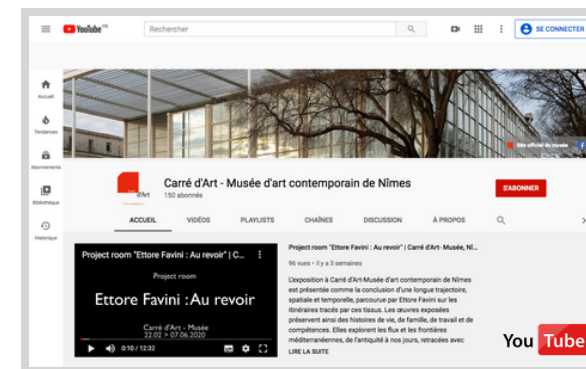 YouTube FR
Rechercher
SE CONNECTER
Accueil
Tendances
Abonnements
Bibliothèque
Historique
Site officiel du musée
d'Art
Carré d'Art - Musée d'art contemporain de Nîmes
150 abonnés
S'ABONNER
ACCUEIL VIDÉOS PLAYLISTS CHAÎNES DISCUSSION À PROPOS
Project room "Ettore Favini : Au revoir" | C...
Project room
Ettore Favini :Au revoir
Carré d'Art - Musée
22.02 > 07.06.2020
0:10 / 12:32
Project room "Ettore Favini : Au revoir" | Carré d'Art- Musée, Nî...
96 vues • il y a 3 semaines
L'exposition à Carré d'Art-Musée d'art contemporain de Nîmes
est présentée comme la conclusion d'une longue trajectoire,
spatiale et temporelle, parcourue par Ettore Favini sur les
itinéraires tracés par ces tissus. Les œuvres exposées
préservent ainsi des histoires de vie, de famille, de travail et de
compétences. Elles explorent les flux et les frontières
méditerranéennes, de l'antiquité à nos jours, retracées avec
LIRE LA SUITE
You Tube